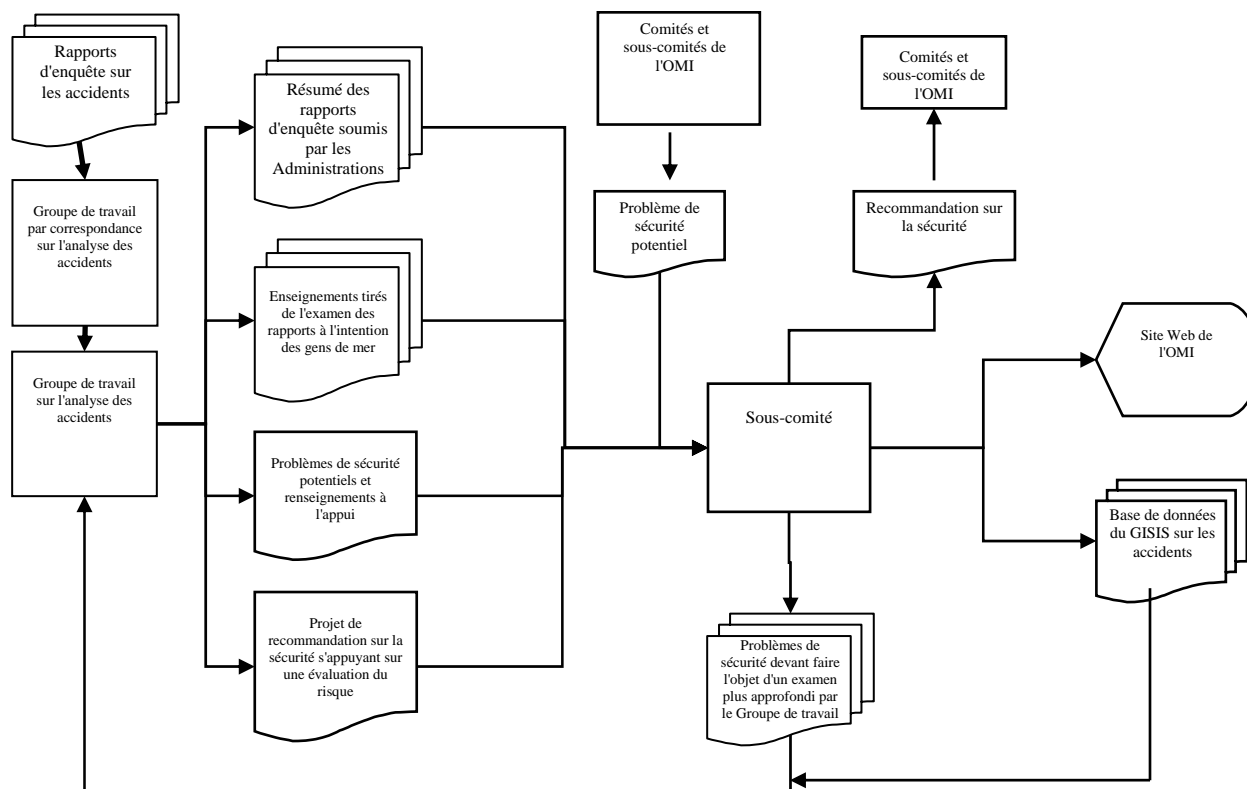 Rapports
d'enquête sur
les accidents
Groupe de travail
par correspondance
sur l'analyse des
accidents
Groupe de travail
sur l'analyse des
accidents
Résumé des
rapports
d'enquête soumis
par les
Administrations
Enseignements tirés
de l'examen des
rapports à l'intention
des gens de mer
Problèmes de sécurité
potentiels et
renseignements à
l'appui
Projet de
recommandation sur la
sécurité s'appuyant sur
une évaluation du
risque
Comités et
sous-comités de
l'OMI
Problème de
sécurité
potentiel
Comités et
sous-comités de
l'OMI
Recommandation sur
la sécurité
Sous-comité
Site Web de
l'OMI
Base de données
du GISIS sur les
accidents
Problèmes de
sécurité devant faire
l'objet d'un examen
plus approfondi par
le Groupe de travail